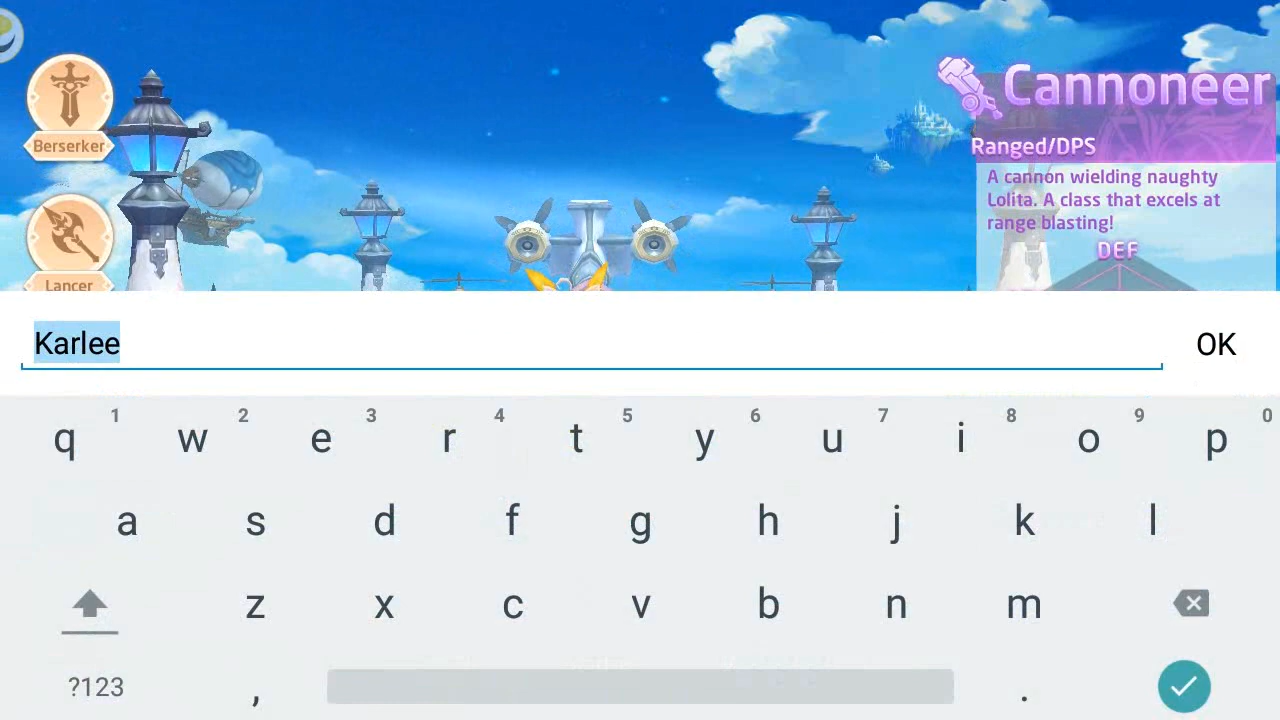 Berserker
Lancer
Cannoneer
Ranged/DPS
A cannon wielding naughty
Lolita. A class that excels at
range blasting!
DEF
Karlee
OK
q 1 w 2 e 3 r 4 t 5 y 6 u 7 i 8 o 9 p 0
a s d f g h j k l
z x c v b n m
?123 , .